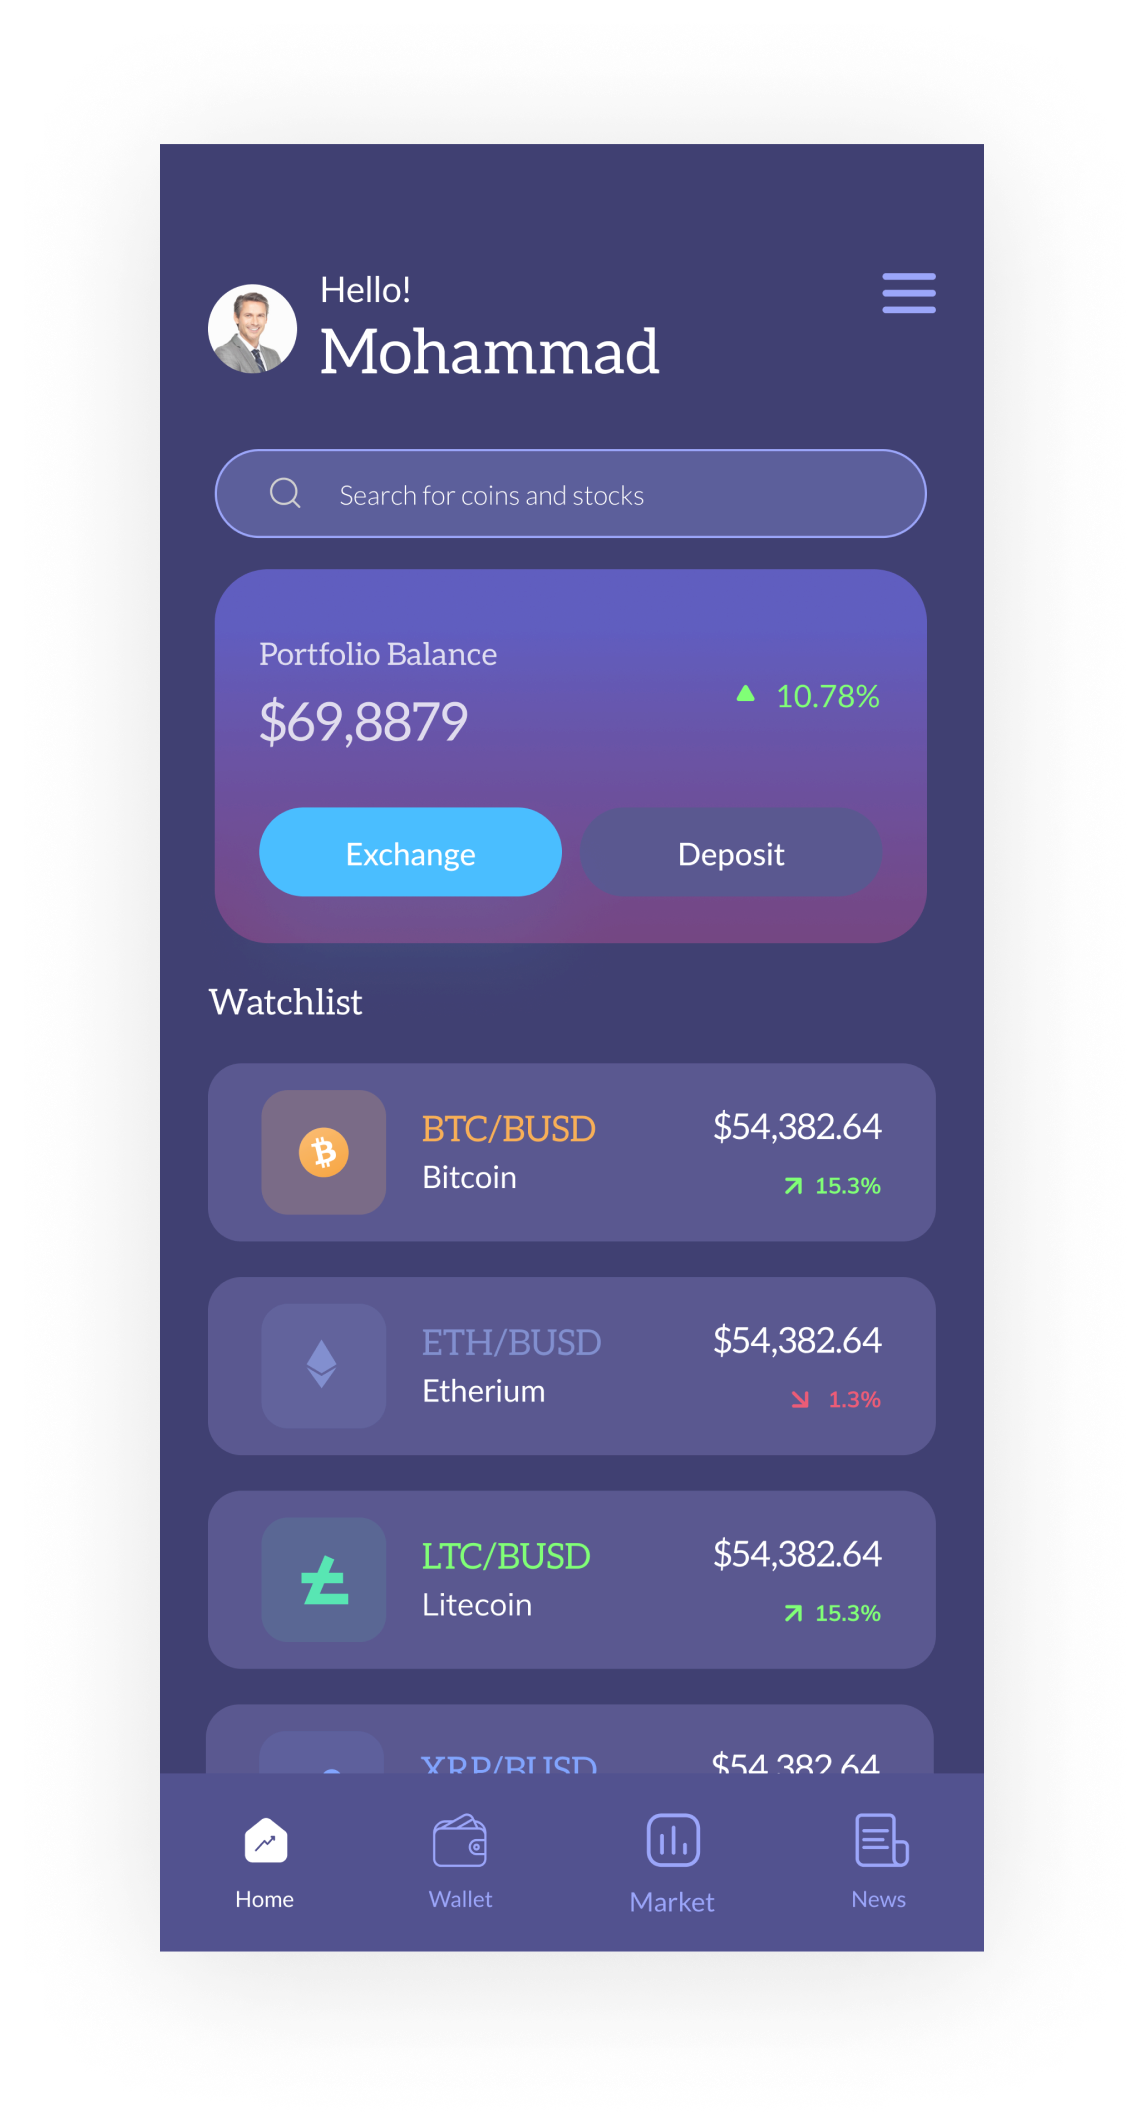 Hello!
Mohammad
Search for coins and stocks
Portfolio Balance
$69,8879
10.78%
Exchange
Deposit
Watchlist
BTC/BUSD
$54,382.64
Bitcoin
15.3%
ETH/BUSD
$54,382.64
Etherium
1.3%
LTC/BUSD
$54,382.64
Litecoin
15.3%
XRP/BUSD
$54,382.64
Home
Wallet
Market
News